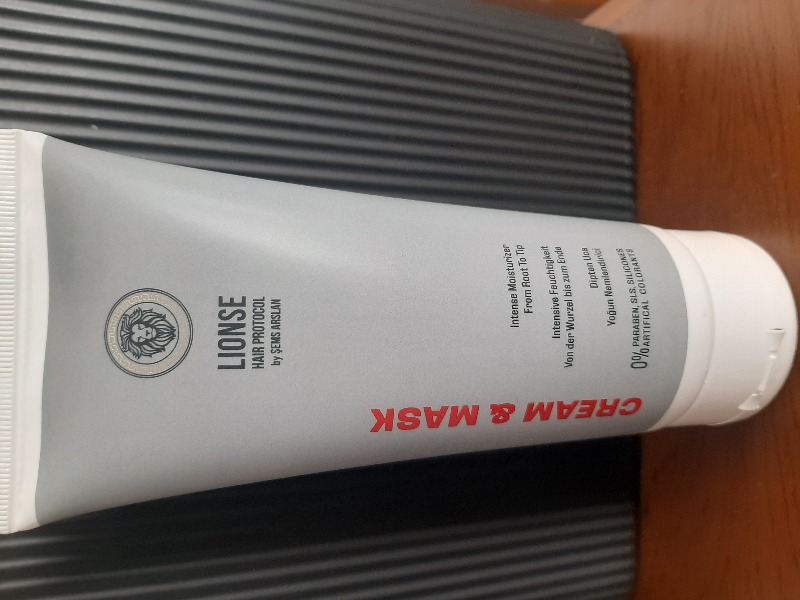 LIONSE
HAIR PROTOCOL
by ŞEMS ARSLAN
CREAM & MASK
Intense Moisturizer
From Root To Tip
Intensive Feuchtigkeit
Von der Wurzel bis zum Ende
Dipten Uca
Yoğun Nemlendirici
0% PARABEN, SLS, SILICONES
ARTIFICAL COLORANTS